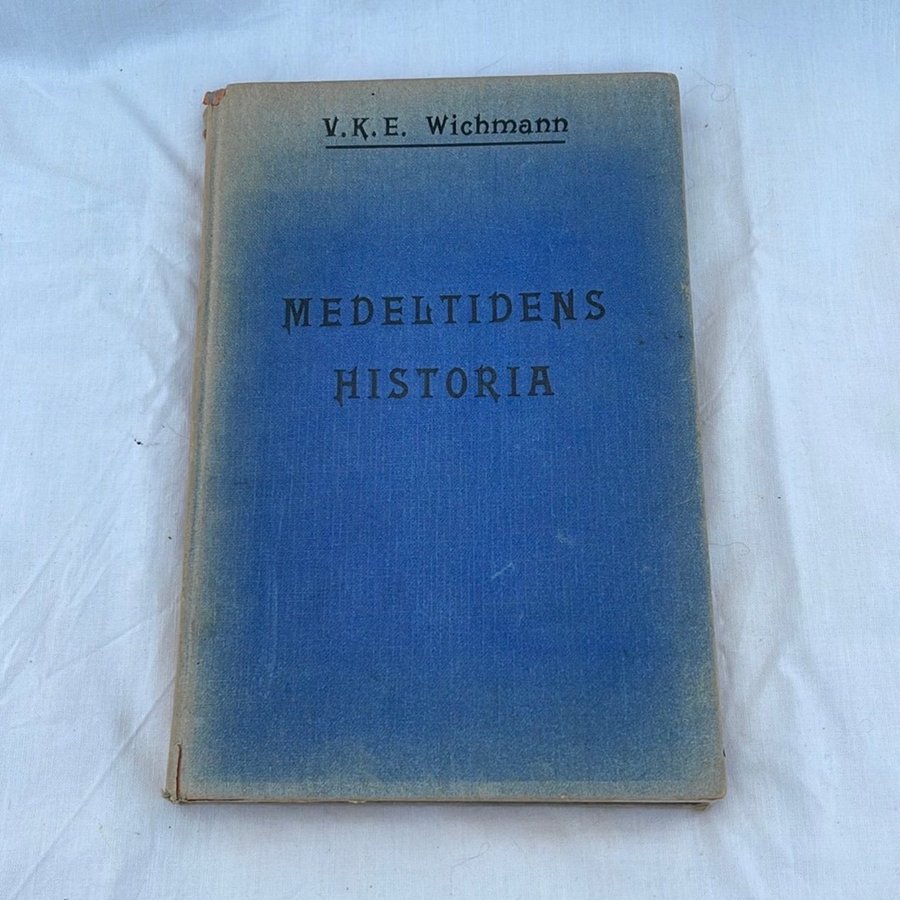 V. K. E. Wichmann
MEDELTIDENS
HISTORIA